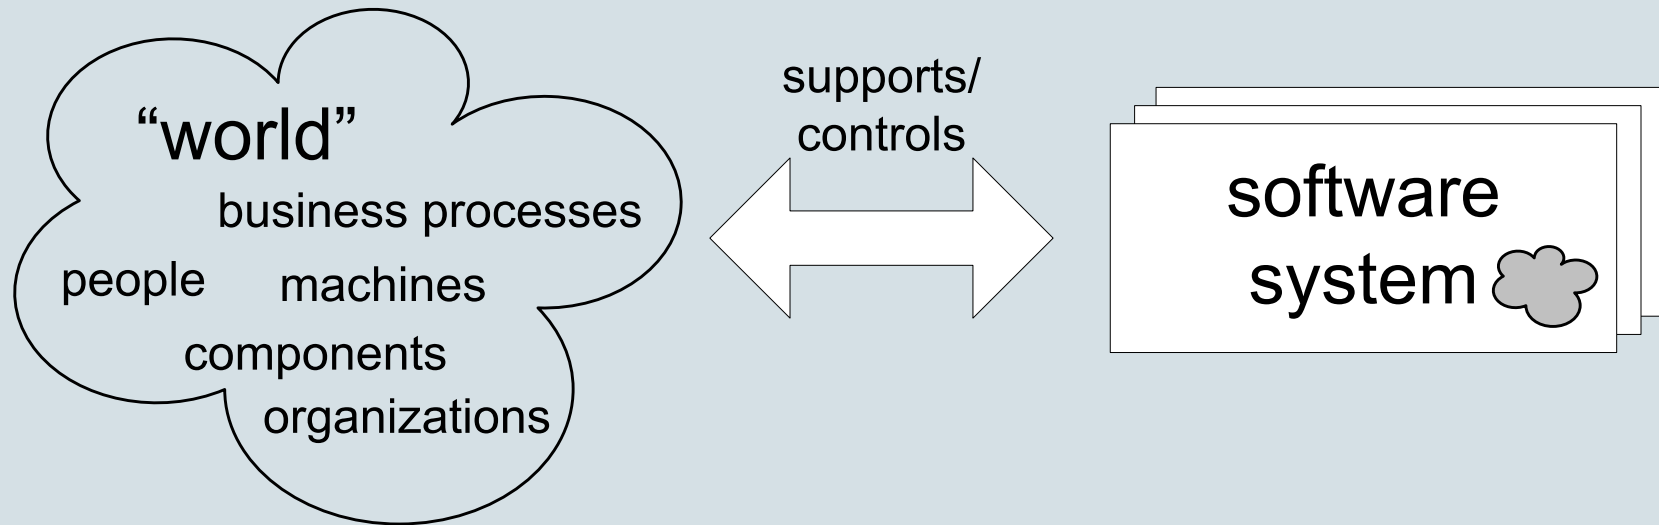 “world”
business processes
people machines
components
organizations
supports/
controls
software
system